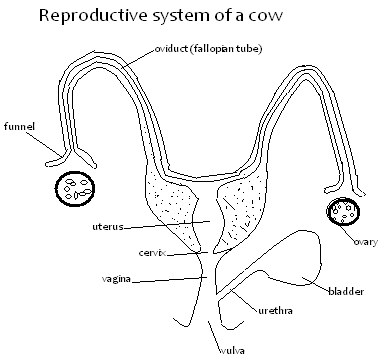 Reproductive system of a cow
oviduct (fallopian tube)
funnel
uterus
ovary
cervix
vagina
bladder
urethra
vulva